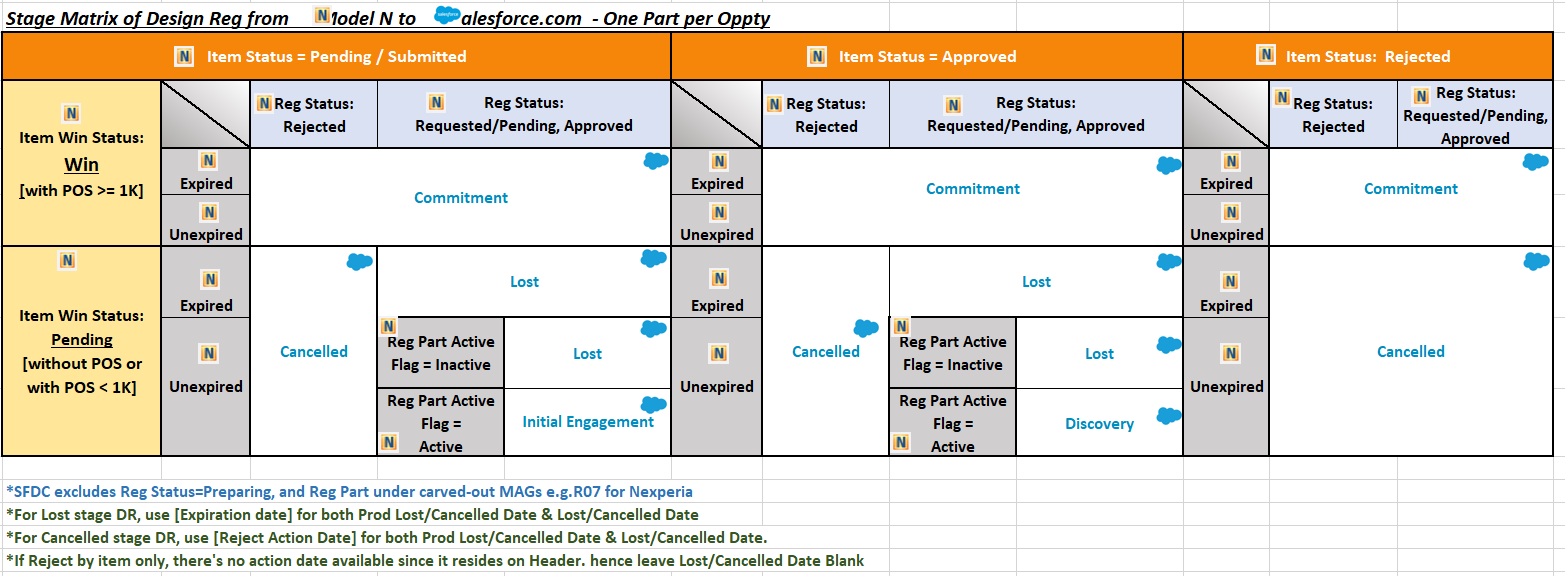 Stage Matrix of Design Reg from Model N to salesforce.com - One Part per Oppty
N Item Status = Pending / Submitted
N Item Status = Approved
N Item Status: Rejected
N
Item Win Status:
Win
[with POS >= 1K]
N Reg Status:
Rejected
N Reg Status:
Requested/Pending, Approved
N Reg Status:
Rejected
N Reg Status:
Requested/Pending, Approved
N Reg Status:
Rejected
N Reg Status:
Requested/Pending,
Approved
N
Expired
N
Unexpired
Commitment
N
Expired
N
Unexpired
Commitment
N
Expired
N
Unexpired
Commitment
N
Item Win Status:
Pending
[without POS or
with POS < 1K]
N
Expired
N
Unexpired
Cancelled
Lost
N
Reg Part Active
Flag = Inactive
Lost
Reg Part Active
Flag =
N Active
Initial Engagement
N
Expired
N
Unexpired
Cancelled
Lost
N
Reg Part Active
Flag = Inactive
Lost
Reg Part Active
Flag =
N Active
Discovery
N
Expired
N
Unexpired
Cancelled
*SFDC excludes Reg Status=Preparing, and Reg Part under carved-out MAGs e.g.R07 for Nexperia
*For Lost stage DR, use [Expiration date] for both Prod Lost/Cancelled Date & Lost/Cancelled Date
*For Cancelled stage DR, use [Reject Action Date] for both Prod Lost/Cancelled Date & Lost/Cancelled Date.
*If Reject by item only, there's no action date available since it resides on Header. hence leave Lost/Cancelled Date Blank